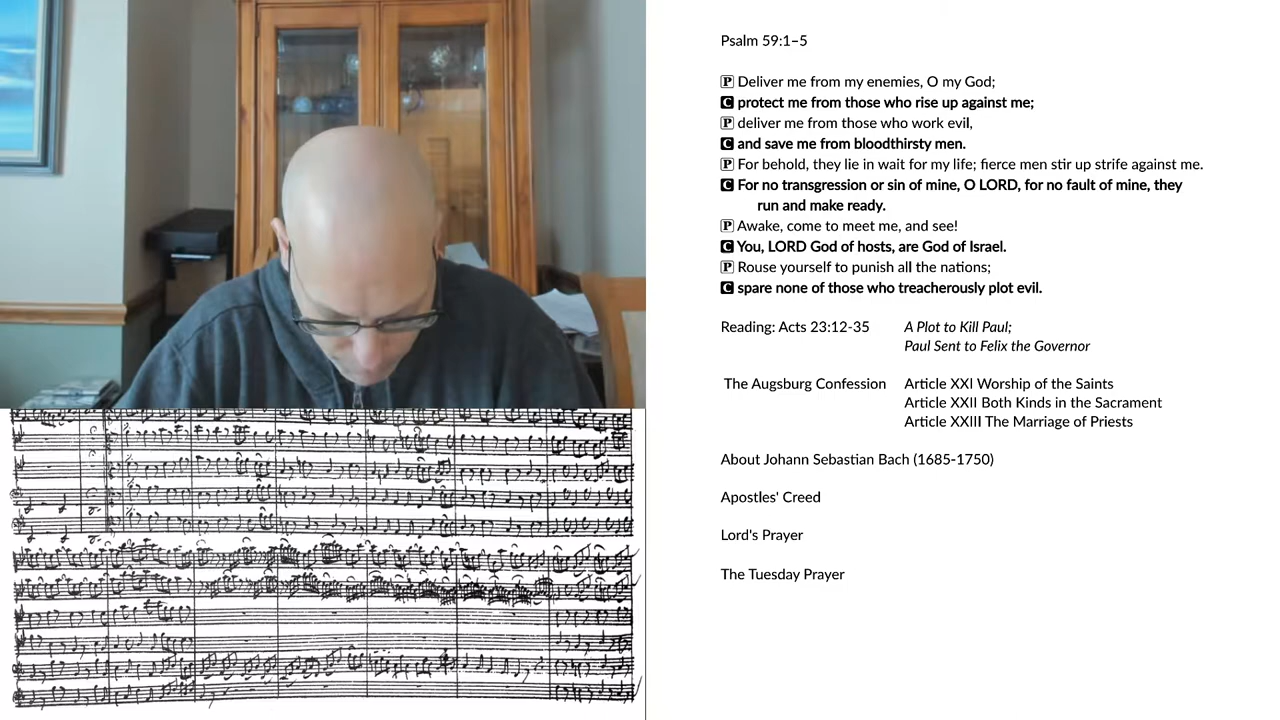 Psalm 59:1–5
P Deliver me from my enemies, O my God;
C protect me from those who rise up against me;
P deliver me from those who work evil,
C and save me from bloodthirsty men.
P For behold, they lie in wait for my life; fierce men stir up strife against me.
C For no transgression or sin of mine, O LORD, for no fault of mine, they
run and make ready.
P Awake, come to meet me, and see!
C You, LORD God of hosts, are God of Israel.
P Rouse yourself to punish all the nations;
C spare none of those who treacherously plot evil.
Reading: Acts 23:12-35 A Plot to Kill Paul;
Paul Sent to Felix the Governor
The Augsburg Confession Article XXI Worship of the Saints
Article XXII Both Kinds in the Sacrament
Article XXIII The Marriage of Priests
About Johann Sebastian Bach (1685-1750)
Apostles' Creed
Lord's Prayer
The Tuesday Prayer